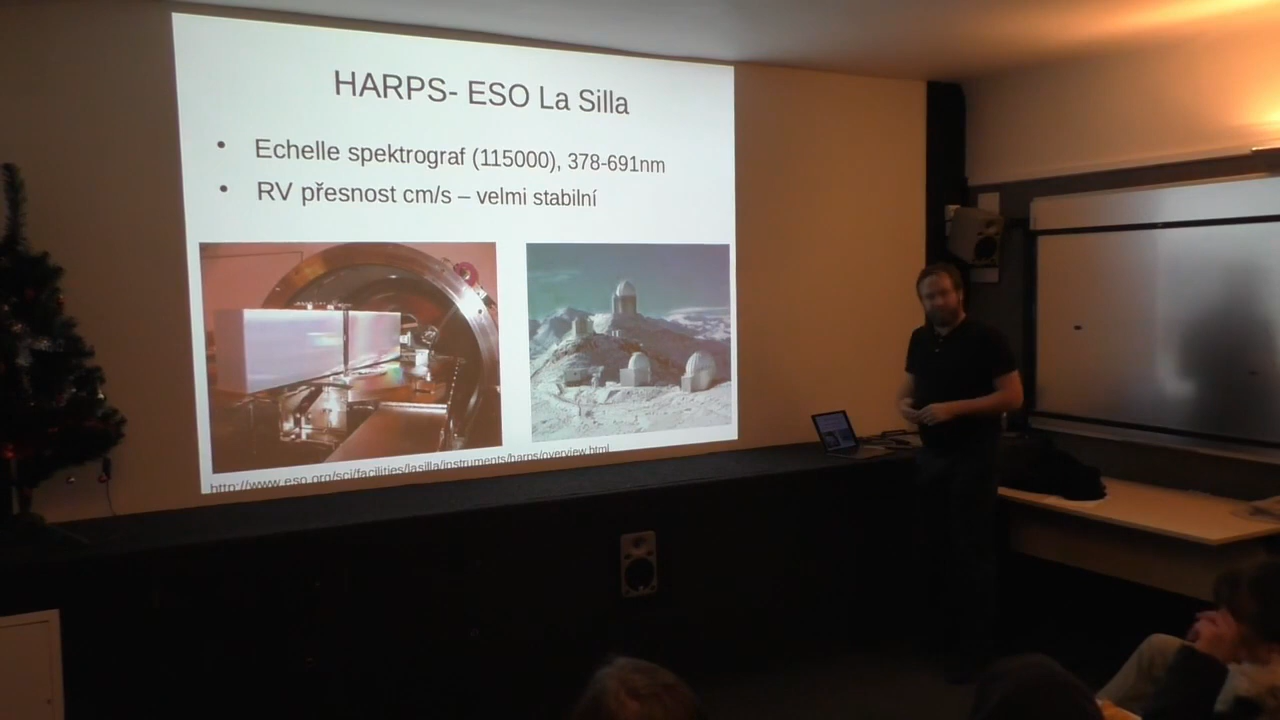 HARPS- ESO La Silla
• Echelle spektrograf (115000), 378-691nm
• RV přesnost cm/s – velmi stabilní
http://www.eso.org/sci/facilities/lasilla/instruments/harps/overview.html